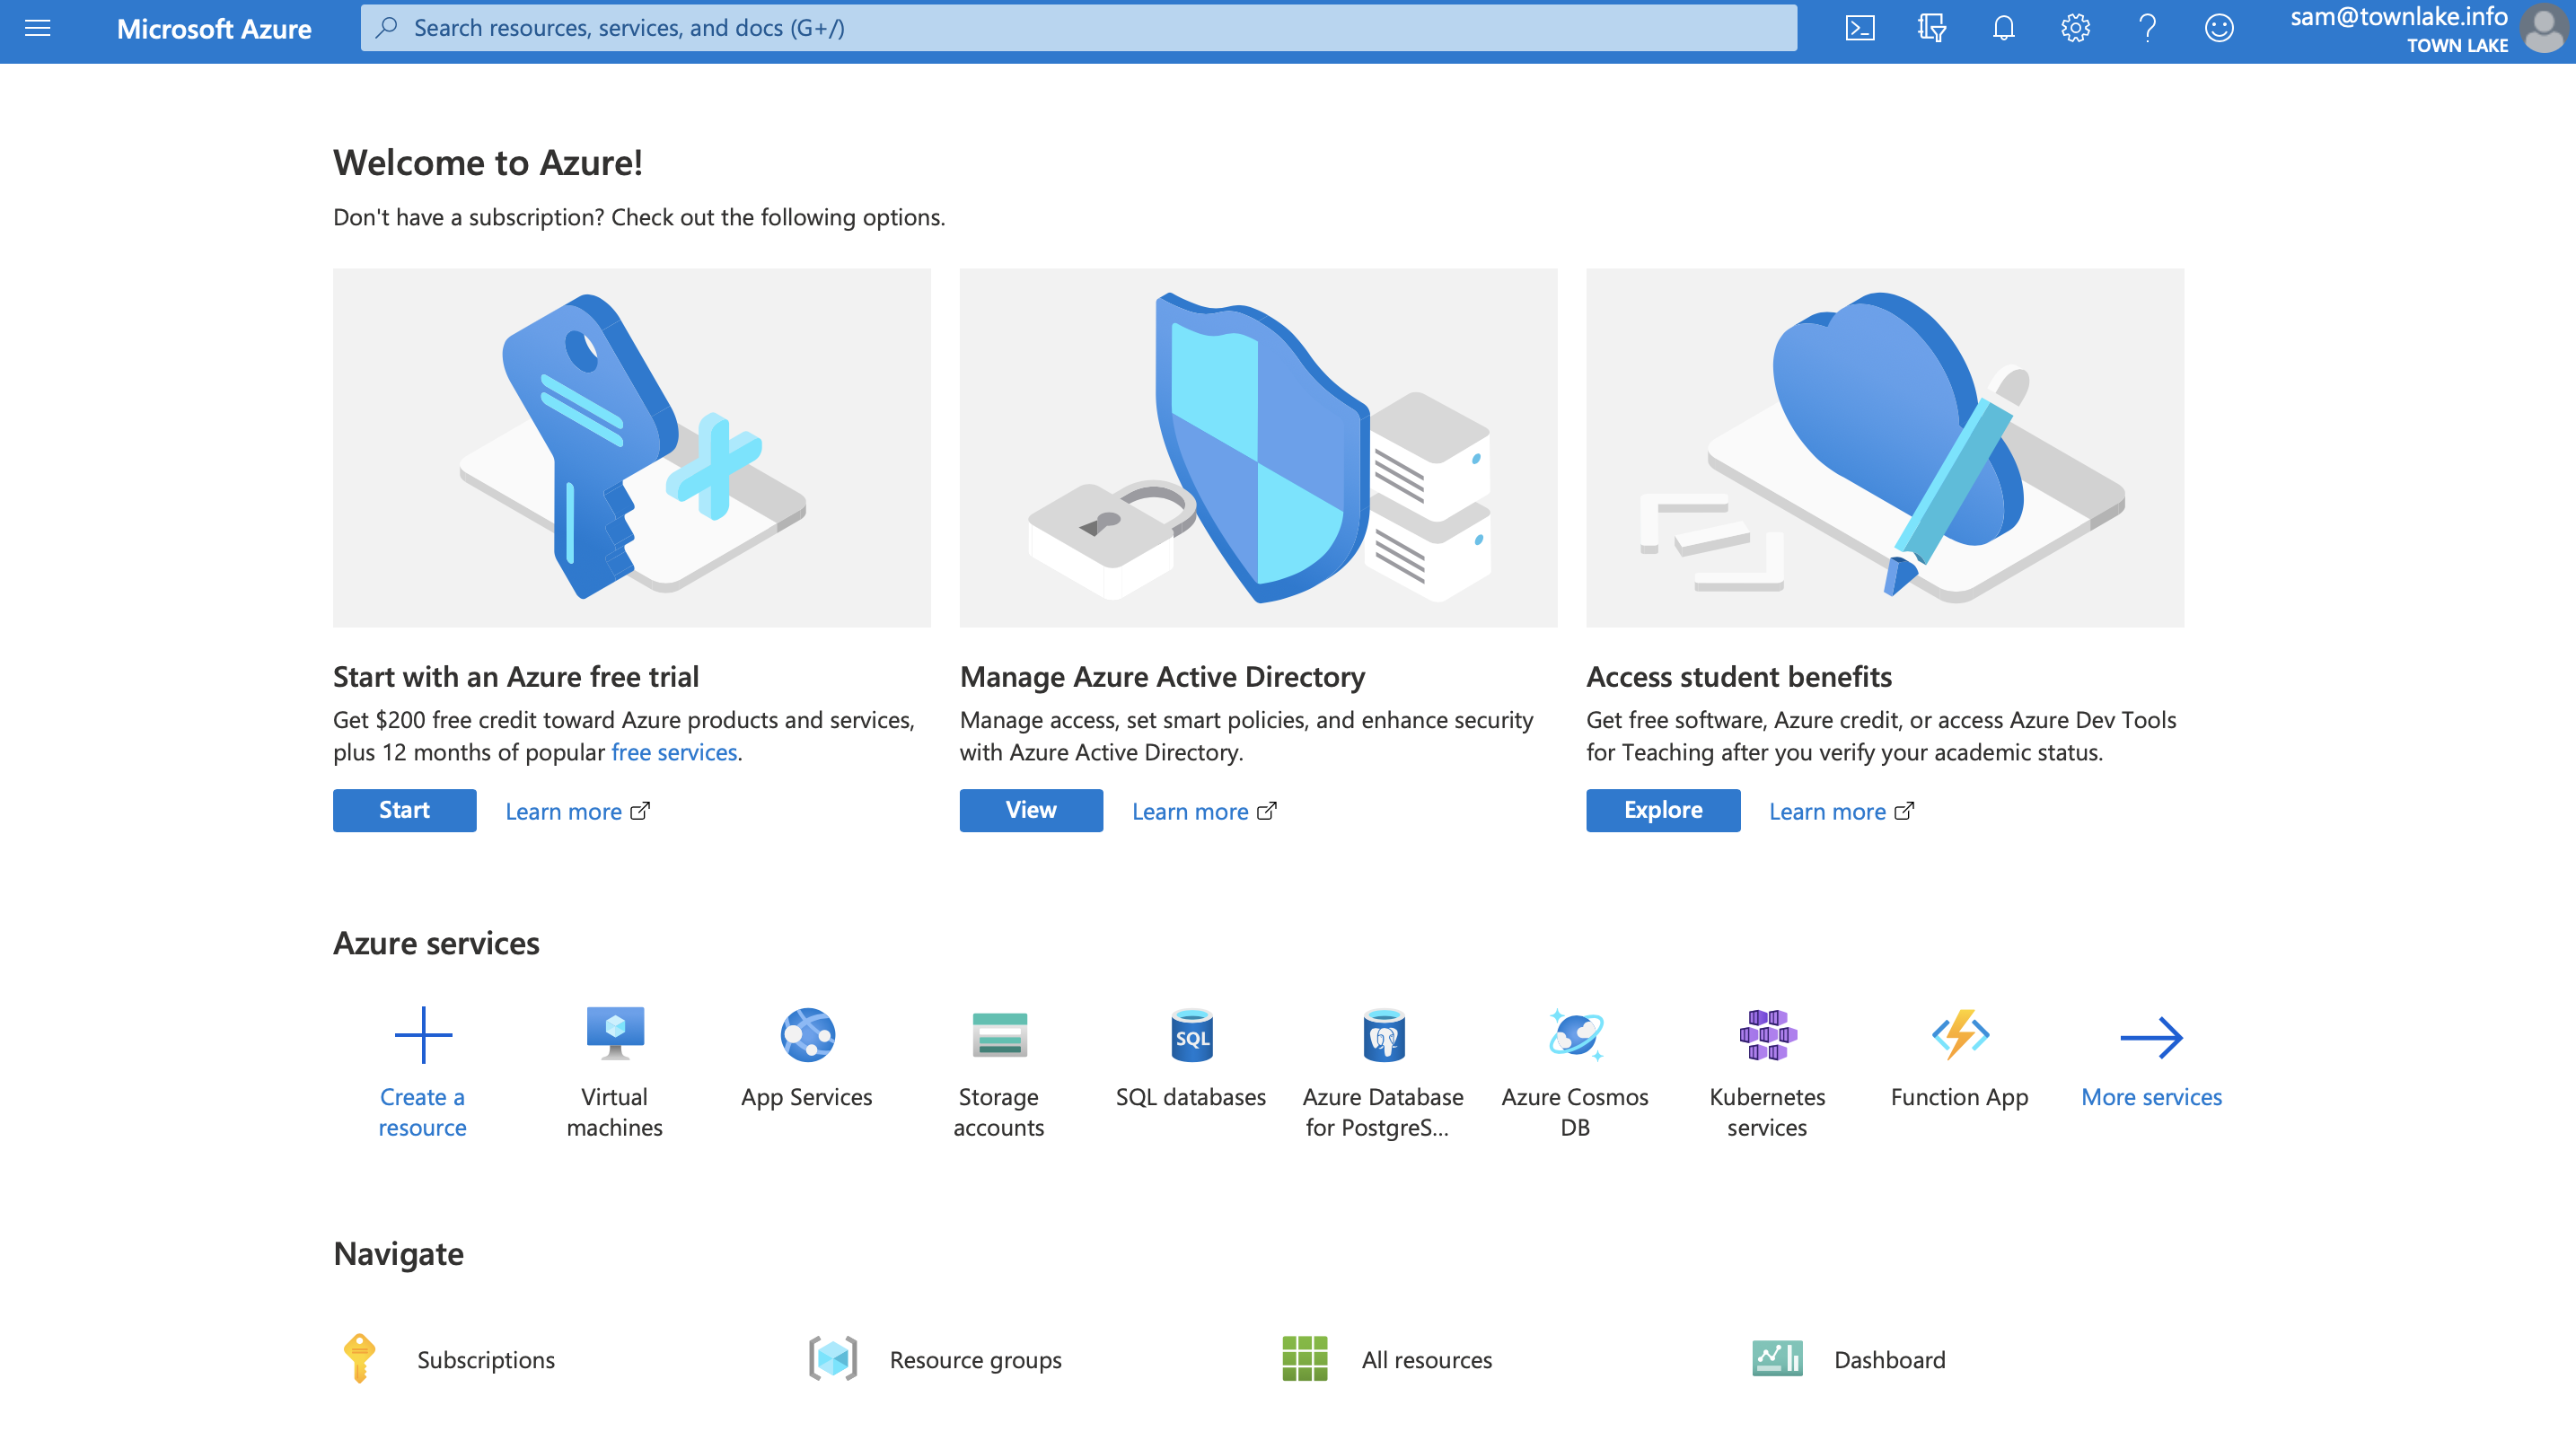 Microsoft Azure
Search resources, services, and docs (G+/)
sam@townlake.info
TOWN LAKE
Welcome to Azure!
Don't have a subscription? Check out the following options.
Start with an Azure free trial
Get $200 free credit toward Azure products and services,
plus 12 months of popular free services.
Start
Learn more
Manage Azure Active Directory
Manage access, set smart policies, and enhance security
with Azure Active Directory.
View
Learn more
Access student benefits
Get free software, Azure credit, or access Azure Dev Tools
for Teaching after you verify your academic status.
Explore
Learn more
Azure services
Create a
resource
Virtual
machines
App Services
Storage
accounts
SQL
SQL databases
Azure Database
for PostgreS...
Azure Cosmos
DB
Kubernetes
services
Function App
More services
Navigate
Subscriptions
Resource groups
All resources
Dashboard